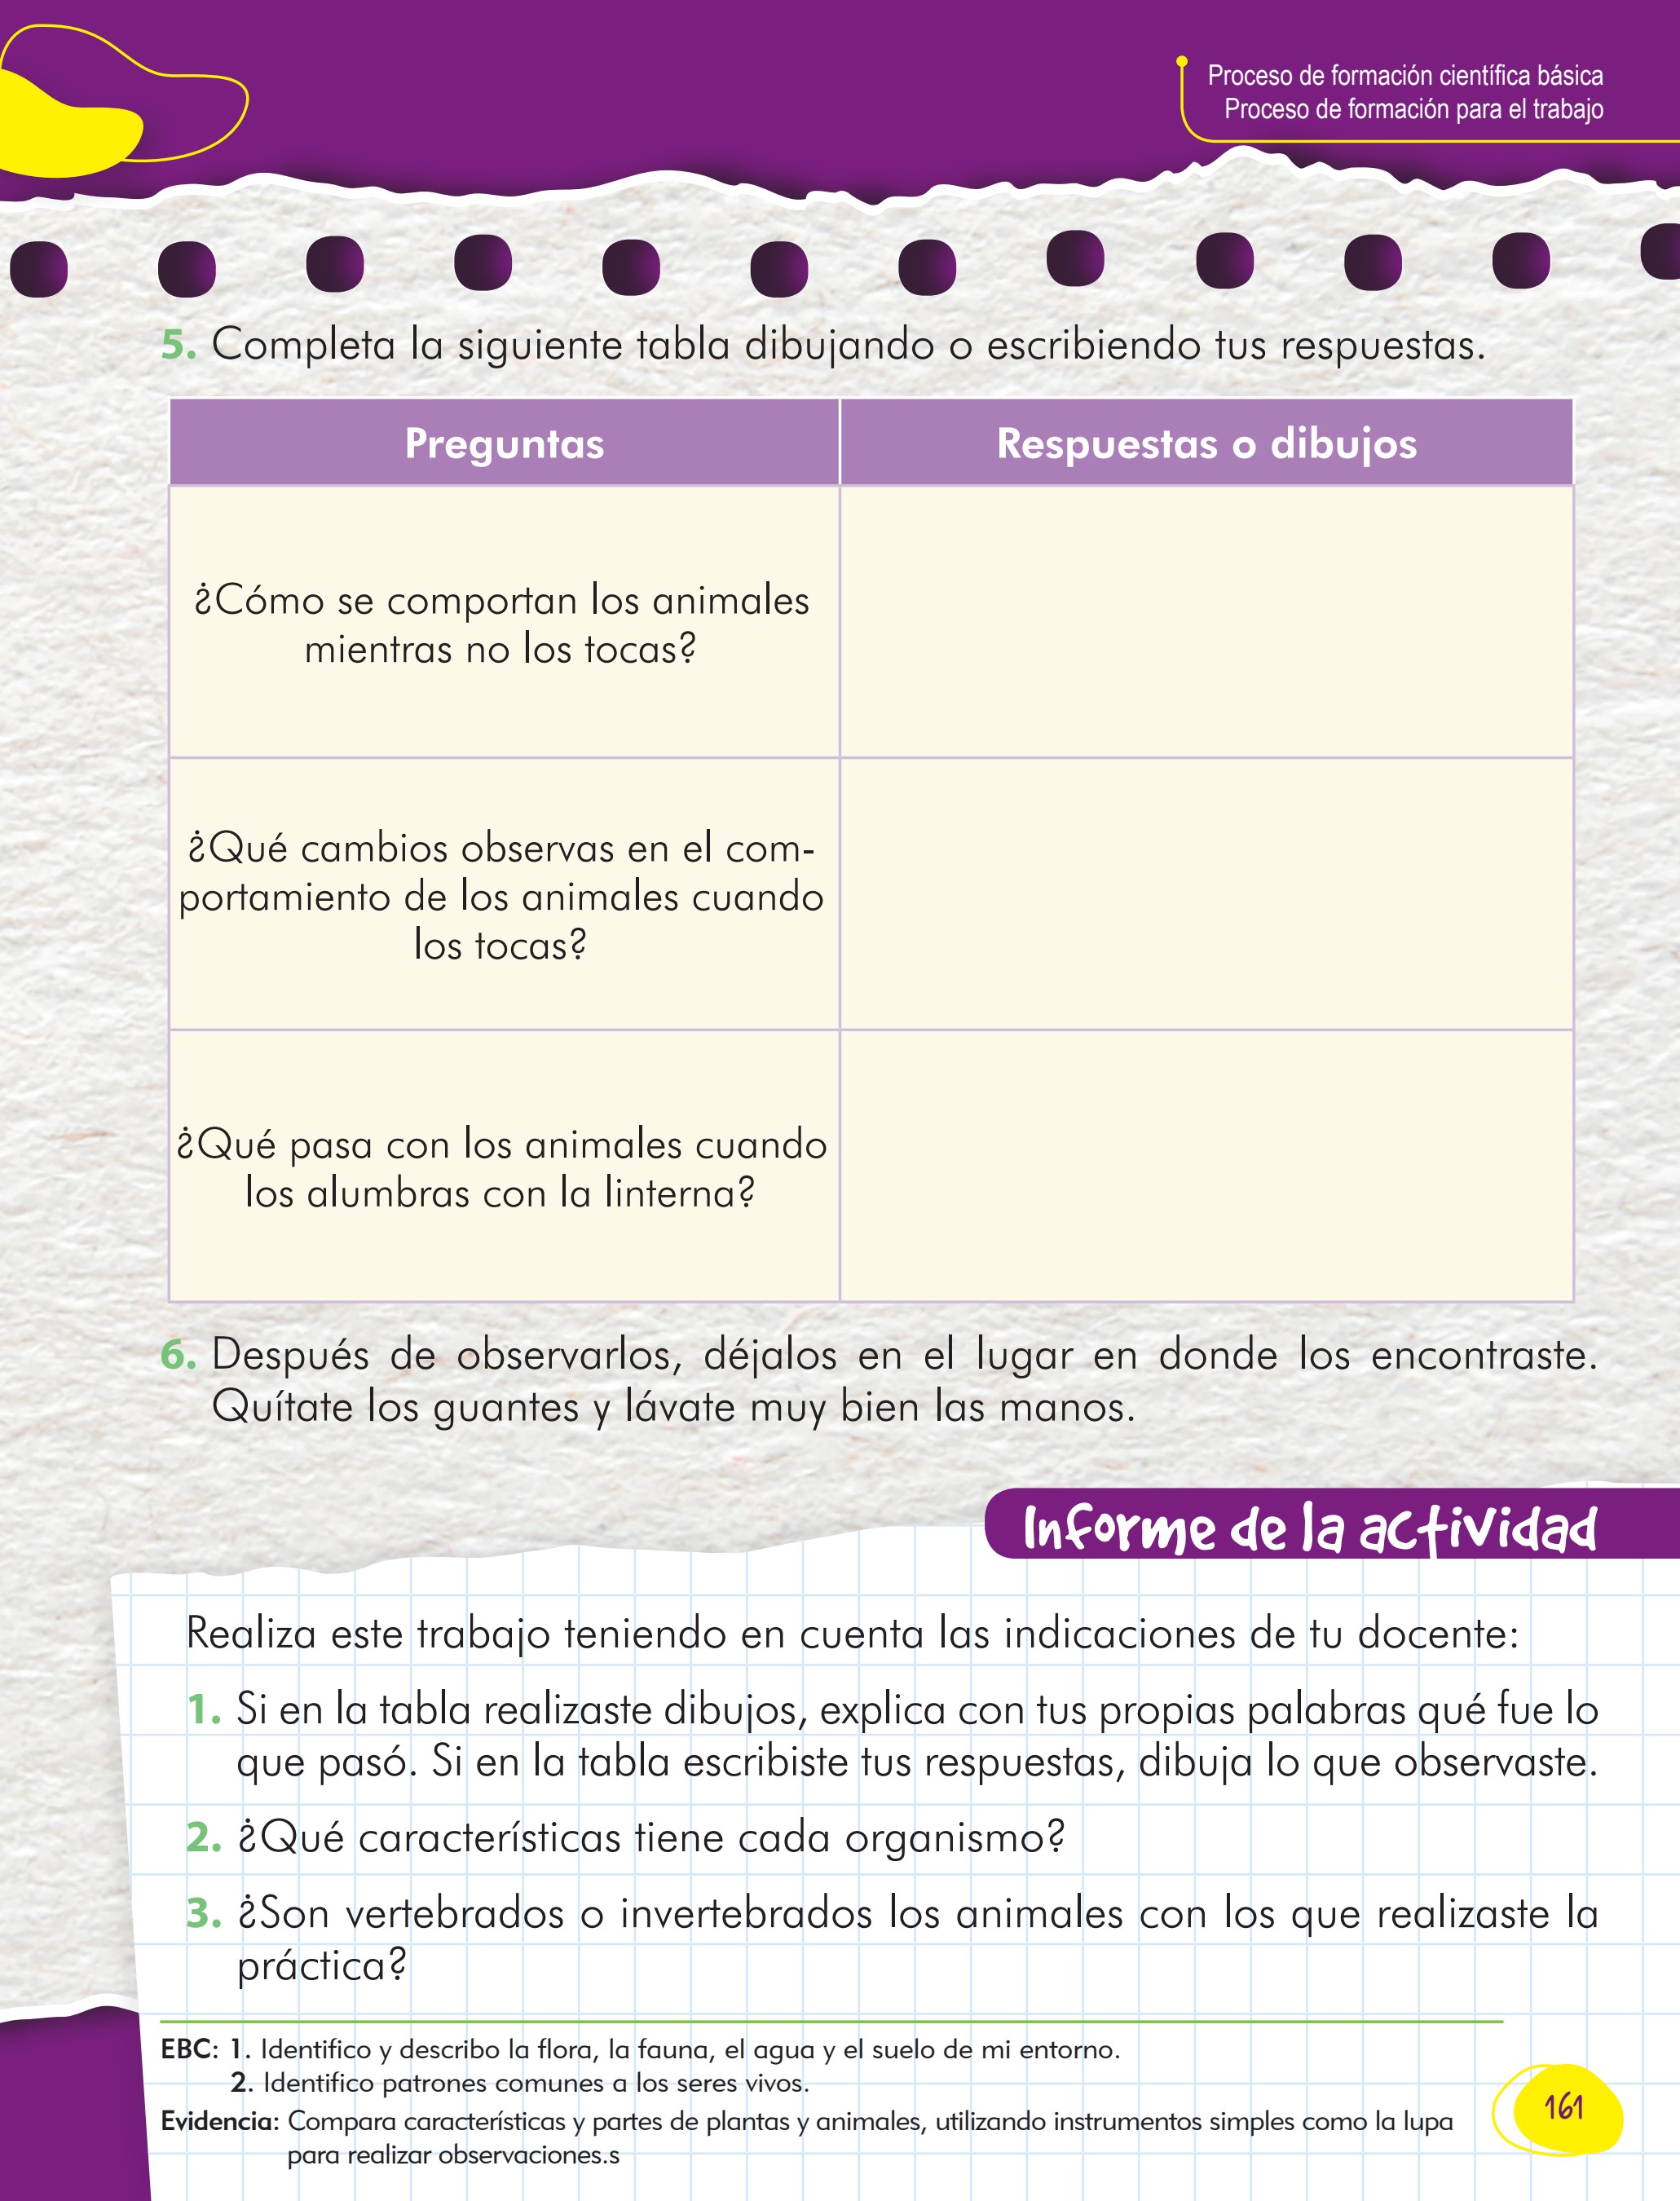 Proceso de formación científica básica
Proceso de formación para el trabajo
5. Completa la siguiente tabla dibujando o escribiendo tus respuestas.
Preguntas
Respuestas o dibujos
¿Cómo se comportan los animales
mientras no los tocas?
¿Qué cambios observas en el com-
portamiento de los animales cuando
los tocas?
¿Qué pasa con los animales cuando
los alumbras con la linterna?
6. Después de observarlos, déjalos en el lugar en donde los encontraste.
Quítate los guantes y lávate muy bien las manos.
Informe de la actividad
Realiza este trabajo teniendo en cuenta las indicaciones de tu docente:
1. Si en la tabla realizaste dibujos, explica con tus propias palabras qué fue lo
que pasó. Si en la tabla escribiste tus respuestas, dibuja lo que observaste.
2. ¿Qué características tiene cada organismo?
3. ¿Son vertebrados o invertebrados los animales con los que realizaste la
práctica?
EBC: 1. Identifico y describo la flora, la fauna, el agua y el suelo de mi entorno.
2. Identifico patrones comunes a los seres vivos.
Evidencia: Compara características y partes de plantas y animales, utilizando instrumentos simples como la lupa
para realizar observaciones.s
161